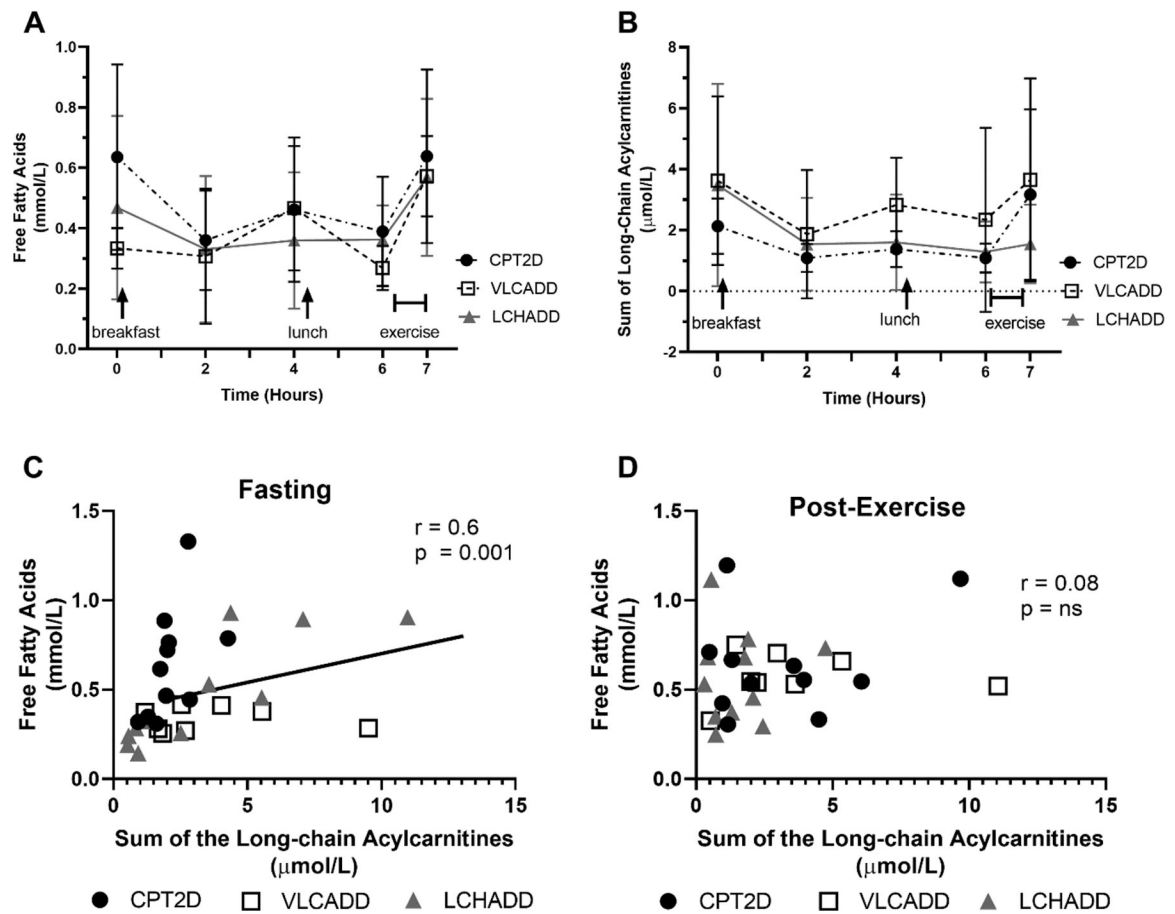 A
1.0
0.8
0.6
0.4
0.2
0.0
Free Fatty Acids
(mmol/L)
breakfast
lunch
exercise
0
2
4
6
7
Time (Hours)
CPT2D
VLCADD
LCHADD
B
8
6
4
2
0
-2
Sum of Long-Chain Acylcarnitines
(μmol/L)
breakfast
lunch
exercise
0
2
4
6
7
Time (Hours)
CPT2D
VLCADD
LCHADD
C
Fasting
r = 0.6
p = 0.001
1.5
1.0
0.5
0.0
Free Fatty Acids
(mmol/L)
0
5
10
15
Sum of the Long-chain Acylcarnitines
(μmol/L)
CPT2D VLCADD LCHADD
D
Post-Exercise
r = 0.08
p = ns
1.5
1.0
0.5
0.0
Free Fatty Acids
(mmol/L)
0
5
10
15
Sum of the Long-chain Acylcarnitines
(μmol/L)
CPT2D VLCADD LCHADD